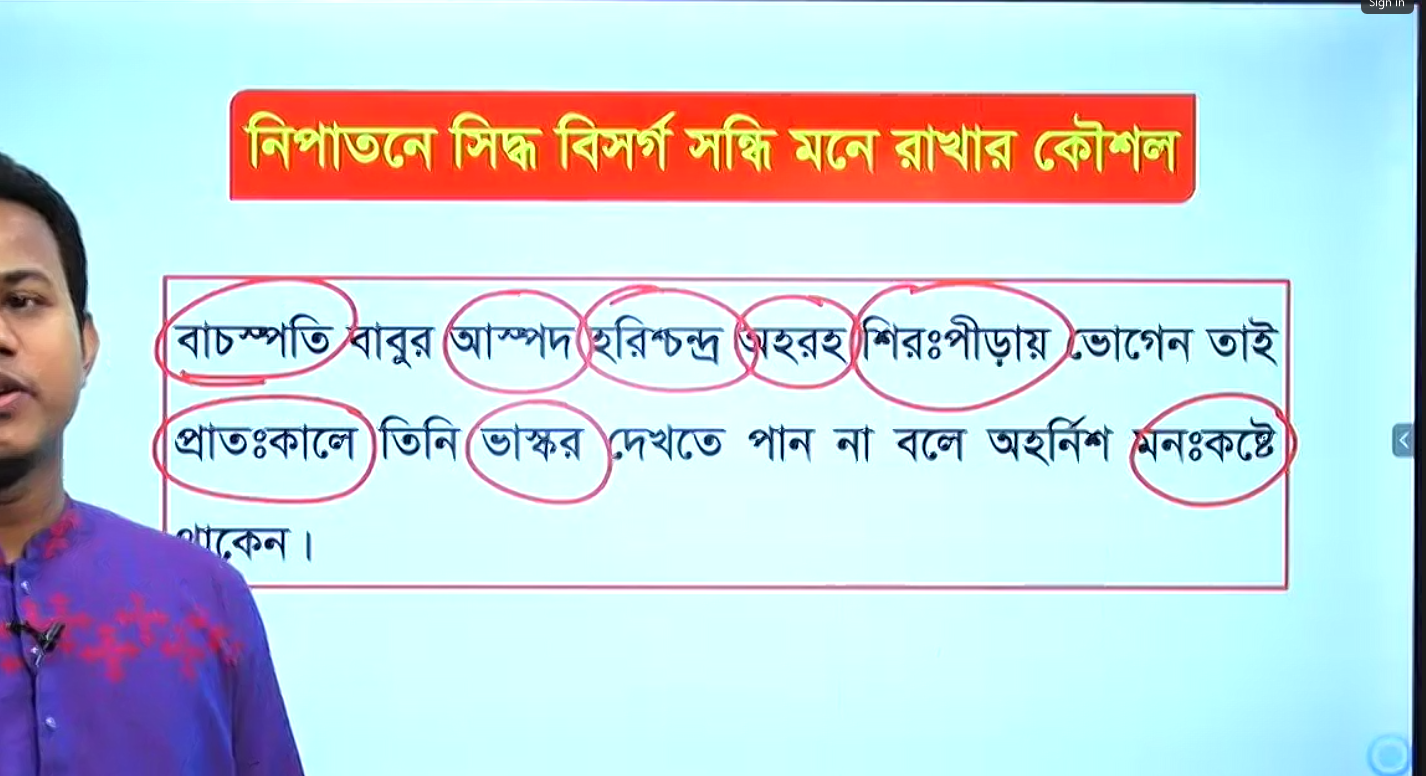 Sign in
নিপাতনে সিদ্ধ বিসর্গ সন্ধি মনে রাখার কৌশল
বাচস্পতি বাবুর আস্পদ হরিশ্চন্দ্র অহরহ শিরঃপীড়ায় ভোগেন তাই
প্রাতঃকালে তিনি ভাস্কর দেখতে পান না বলে অহর্নিশ মনঃকষ্টে
থাকেন।